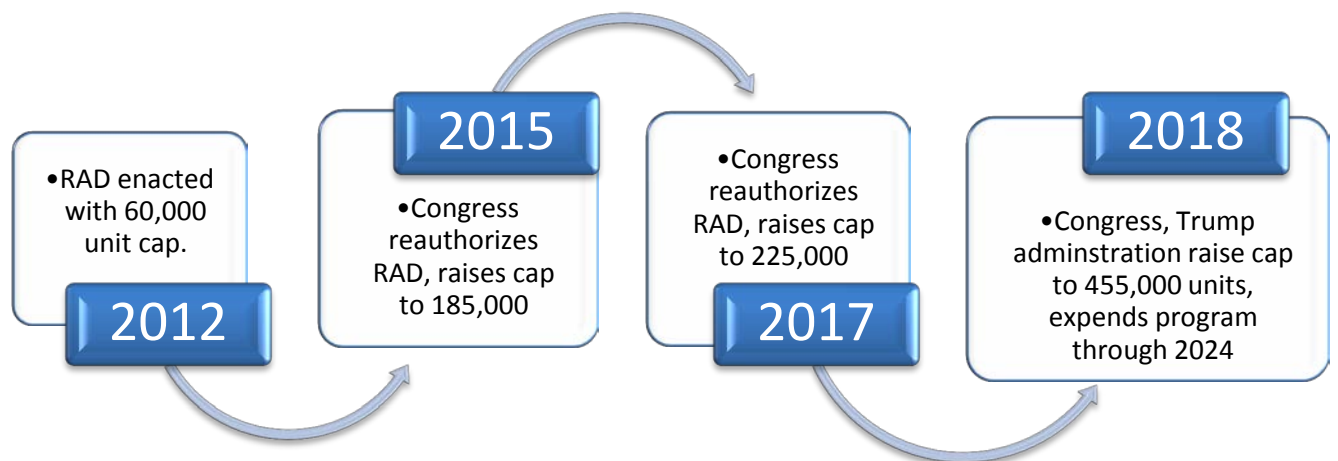 •RAD enacted
with 60,000
unit cap.
2012
2015
•Congress
reauthorizes
RAD, raises cap
to 185,000
•Congress
reauthorizes
RAD, raises cap
to 225,000
2017
2018
•Congress, Trump
adminstration raise cap
to 455,000 units,
expends program
through 2024